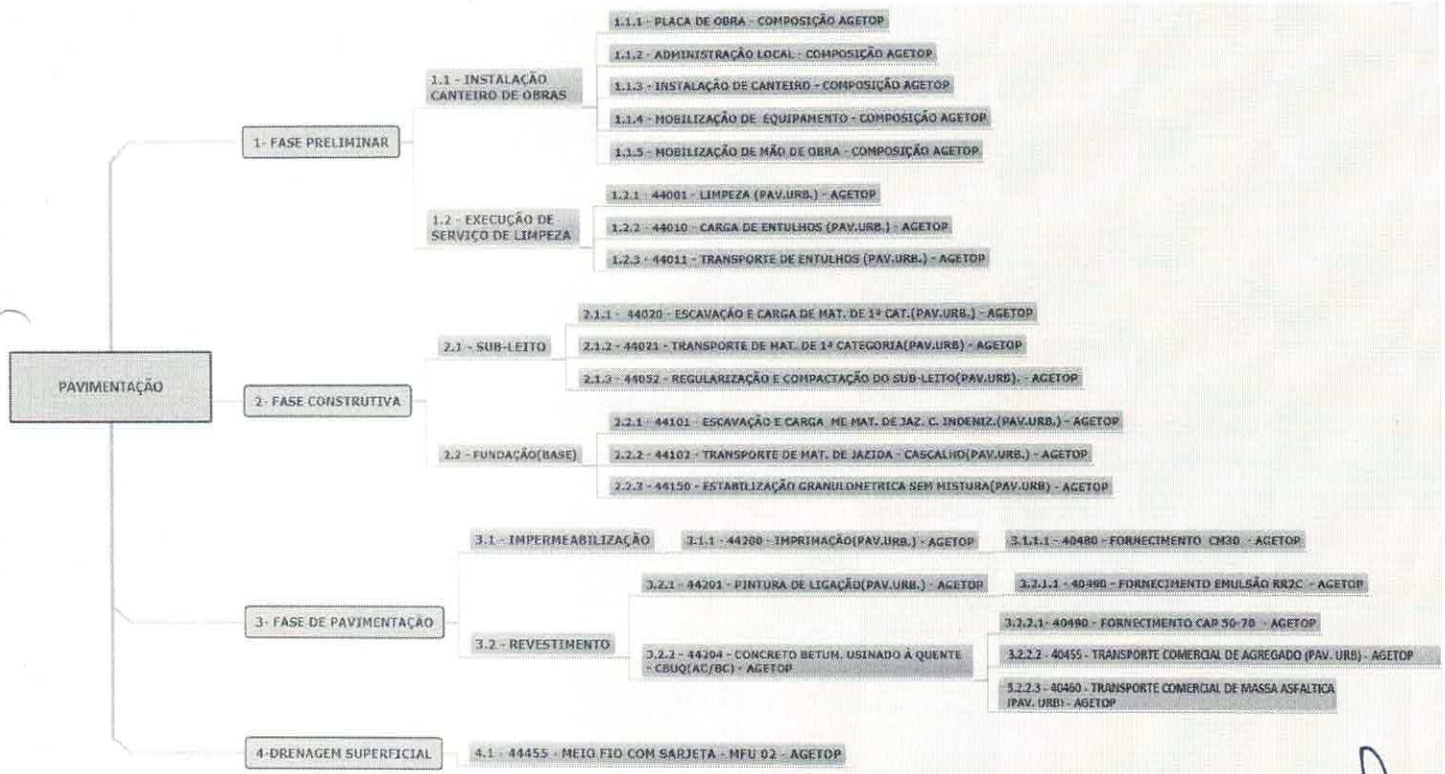 PAVIMENTAÇÃO
1- FASE PRELIMINAR
1.1 - INSTALAÇÃO
CANTEIRO DE OBRAS
1.1.1 - PLACA DE OBRA - COMPOSIÇÃO AGETOP
1.1.2 - ADMINISTRAÇÃO LOCAL - COMPOSIÇÃO AGETOP
1.1.3 - INSTALAÇÃO DE CANTEIRO - COMPOSIÇÃO AGETOP
1.1.4 - MOBILIZAÇÃO DE EQUIPAMENTO - COMPOSIÇÃO AGETOP
1.1.5 - MOBILIZAÇÃO DE MÃO DE OBRA - COMPOSIÇÃO AGETOP
1.2 - EXECUÇÃO DE
SERVIÇO DE LIMPEZA
1.2.1 - 44001 - LIMPEZA (PAV.URB.) - AGETOP
1.2.2 - 44010 - CARGA DE ENTULHOS (PAV.URB.) - AGETOP
1.2.3 - 44011 - TRANSPORTE DE ENTULHOS (PAV.URB.) - AGETOP
2- FASE CONSTRUTIVA
2.1 - SUB-LEITO
2.1.1 - 44020 - ESCAVAÇÃO E CARGA DE MAT. DE 1ª CAT.(PAV.URB.) - AGETOP
2.1.2 - 44021 - TRANSPORTE DE MAT. DE 1ª CATEGORIA(PAV.URB) - AGETOP
2.1.3 - 44052 - REGULARIZAÇÃO E COMPACTAÇÃO DO SUB-LEITO(PAV.URB). - AGETOP
2.2 - FUNDAÇÃO(BASE)
2.2.1 - 44101 - ESCAVAÇÃO E CARGA ME MAT. DE JAZ. C. INDENIZ.(PAV.URB.) - AGETOP
2.2.2 - 44102 - TRANSPORTE DE MAT. DE JAZIDA - CASCALHO(PAV.URB.) - AGETOP
2.2.3 - 44150 - ESTABILIZAÇÃO GRANULONETRICA SEM MISTURA(PAV.URB) - AGETOP
3- FASE DE PAVIMENTAÇÃO
3.1 - IMPERMEABILIZAÇÃO
3.1.1 - 44200 - IMPRIMAÇÃO(PAV.URB.) - AGETOP
3.1.1.1 - 40480 - FORNECIMENTO CM30 - AGETOP
3.2 - REVESTIMENTO
3.2.1 - 44201 - PINTURA DE LIGAÇÃO(PAV.URB.) - AGETOP
3.2.1.1 - 40490 - FORNECIMENTO EMULSÃO RR2C - AGETOP
3.2.2 - 44204 - CONCRETO BETUM. USINADO À QUENTE
- CBUQ(AC/BC) - AGETOP
3.2.2.1- 40490 - FORNECIMENTO CAP 50-70 - AGETOP
3.2.2.2 - 40455 - TRANSPORTE COMERCIAL DE AGREGADO (PAV. URB) - AGETOP
3.2.2.3 - 40460 - TRANSPORTE COMERCIAL DE MASSA ASFALTICA
(PAV. URB) - AGETOP
4-DRENAGEM SUPERFICIAL
4.1 - 44455 - MEIO FIO COM SARJETA - MFU 02 - AGETOP